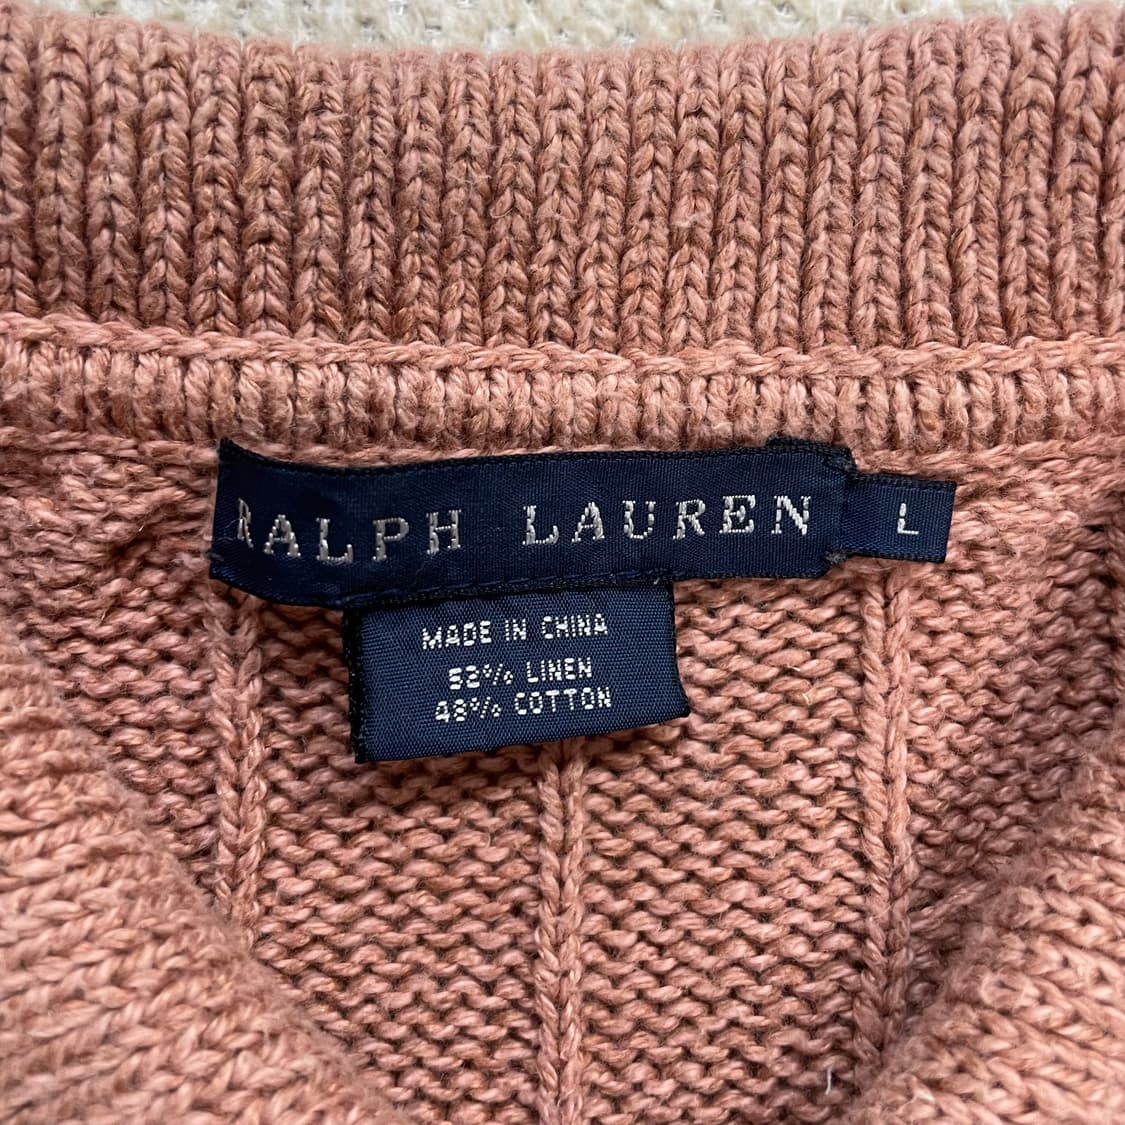 RALPH LAUREN
L
MADE IN CHINA
52% LINEN
48% COTTON